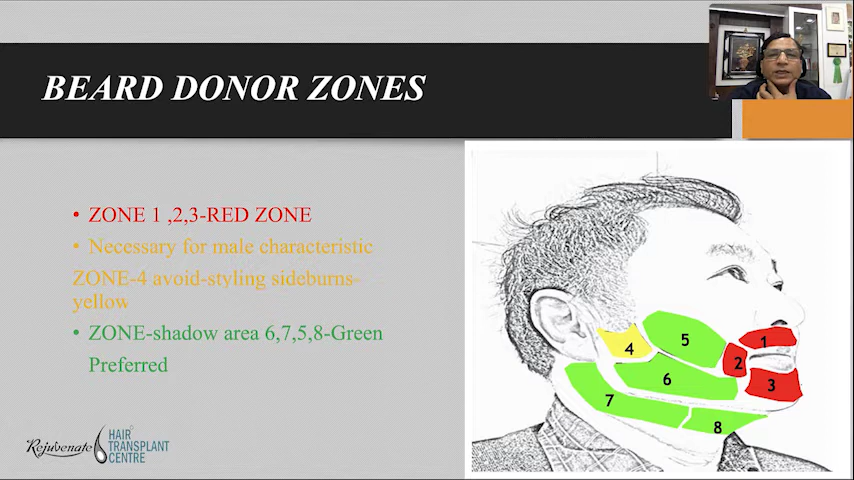 BEARD DONOR ZONES
• ZONE 1 ,2,3-RED ZONE
• Necessary for male characteristic
ZONE-4 avoid-styling sideburns-
yellow
• ZONE-shadow area 6,7,5,8-Green
Preferred
4
5
1
2
6
3
7
8
Rejuvenate
HAIR
TRANSPLANT
CENTRE